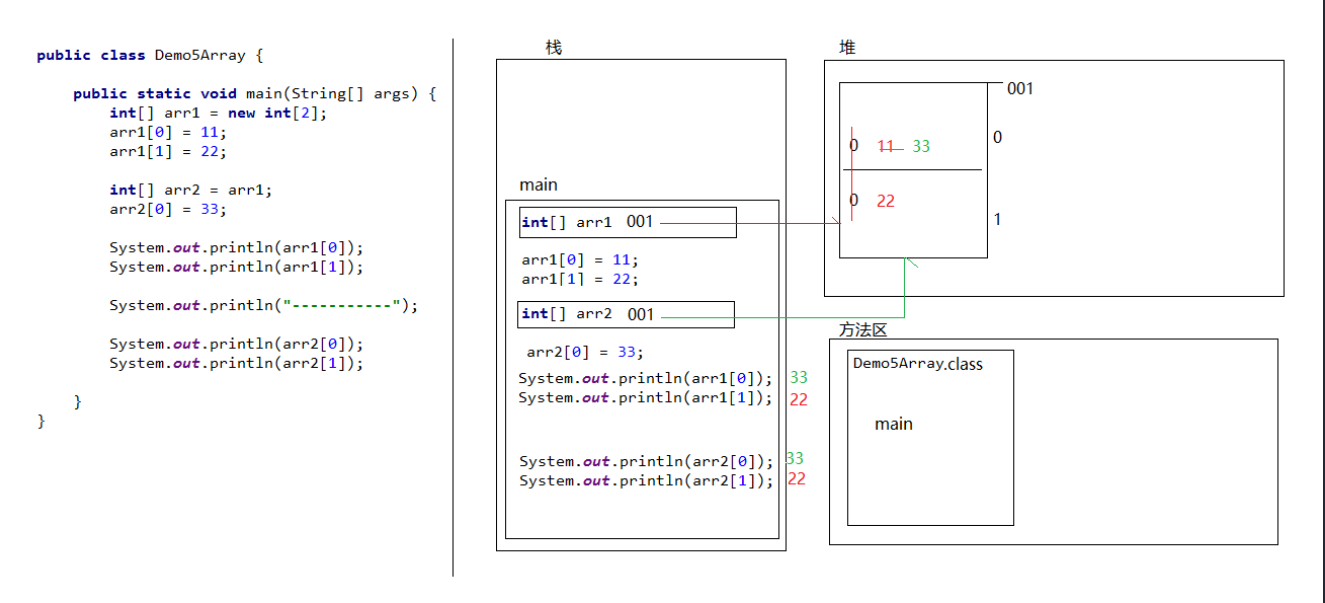 public class Demo5Array {
public static void main(String[] args) {
int[] arr1 = new int[2];
arr1[0] = 11;
arr1[1] = 22;
int[] arr2 = arr1;
arr2[0] = 33;
System.out.println(arr1[0]);
System.out.println(arr1[1]);
System.out.println("-----------");
System.out.println(arr2[0]);
System.out.println(arr2[1]);
}
}
栈
main
int[] arr1 001
arr1[0] = 11;
arr1[1] = 22;
int[] arr2 001
arr2[0] = 33;
System.out.println(arr1[0]); 33
System.out.println(arr1[1]); 22
System.out.println(arr2[0]); 33
System.out.println(arr2[1]); 22
堆
001
0 11 33 0
0 22
1
方法区
Demo5Array.class
main